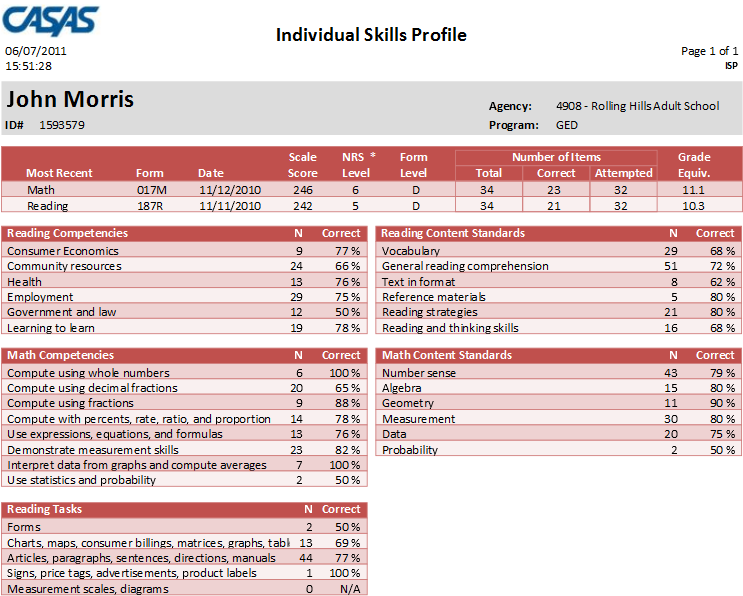 CASAS
Individual Skills Profile
06/07/2011 Page 1 of 1
15:51:28 ISP
John Morris
Agency: 4908 - Rolling Hills Adult School
ID# 1593579 Program: GED
Scale NRS * Form Number of Items Grade
Most Recent Form Date Score Level Level Total Correct Attempted Equiv.
Math 017M 11/12/2010 246 6 D 34 23 32 11.1
Reading 187R 11/11/2010 242 5 D 34 21 32 10.3
Reading Competencies N Correct
Consumer Economics 9 77 %
Community resources 24 66 %
Health 13 76 %
Employment 29 75 %
Government and law 12 50 %
Learning to learn 19 78 %
Reading Content Standards N Correct
Vocabulary 29 68 %
General reading comprehension 51 72 %
Text in format 8 62 %
Reference materials 5 80 %
Reading strategies 21 80 %
Reading and thinking skills 16 68 %
Math Competencies N Correct
Compute using whole numbers 6 100 %
Compute using decimal fractions 20 65 %
Compute using fractions 9 88 %
Compute with percents, rate, ratio, and proportion 14 78 %
Use expressions, equations, and formulas 13 76 %
Demonstrate measurement skills 23 82 %
Interpret data from graphs and compute averages 7 100 %
Use statistics and probability 2 50 %
Math Content Standards N Correct
Number sense 43 79 %
Algebra 15 80 %
Geometry 11 90 %
Measurement 30 80 %
Data 20 75 %
Probability 2 50 %
Reading Tasks N Correct
Forms 2 50 %
Charts, maps, consumer billings, matrices, graphs, tabl 13 69 %
Articles, paragraphs, sentences, directions, manuals 44 77 %
Signs, price tags, advertisements, product labels 1 100 %
Measurement scales, diagrams 0 N/A